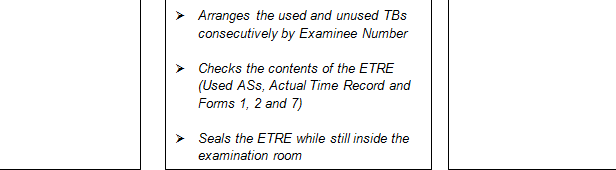 ➢ Arranges the used and unused TBs
consecutively by Examinee Number
➢ Checks the contents of the ETRE
(Used ASs, Actual Time Record and
Forms 1, 2 and 7)
➢ Seals the ETRE while still inside the
examination room